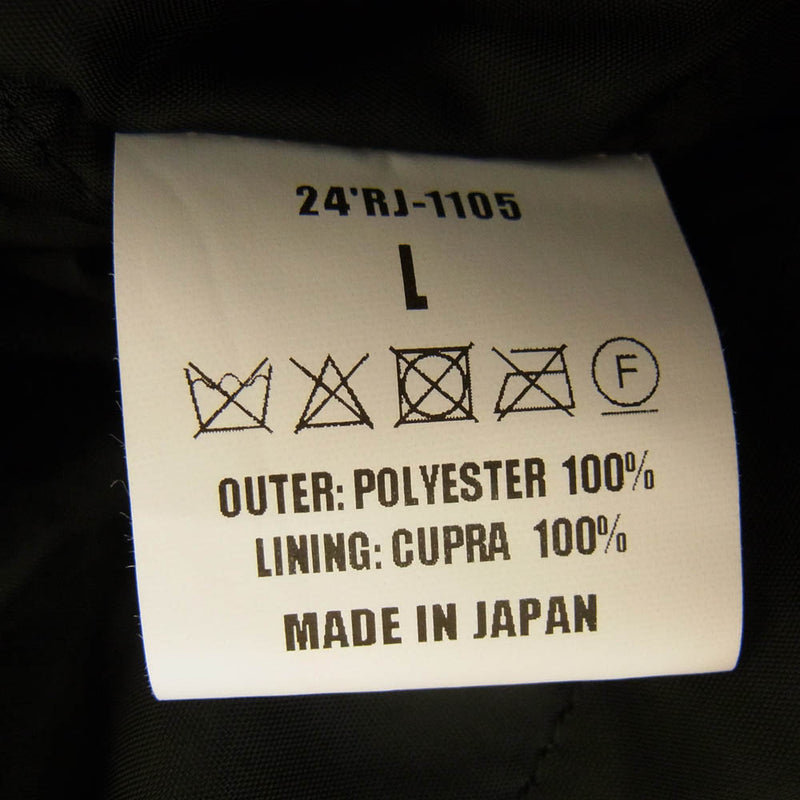 24'RJ-1105
L
F
OUTER: POLYESTER 100%
LINING: CUPRA 100%
MADE IN JAPAN